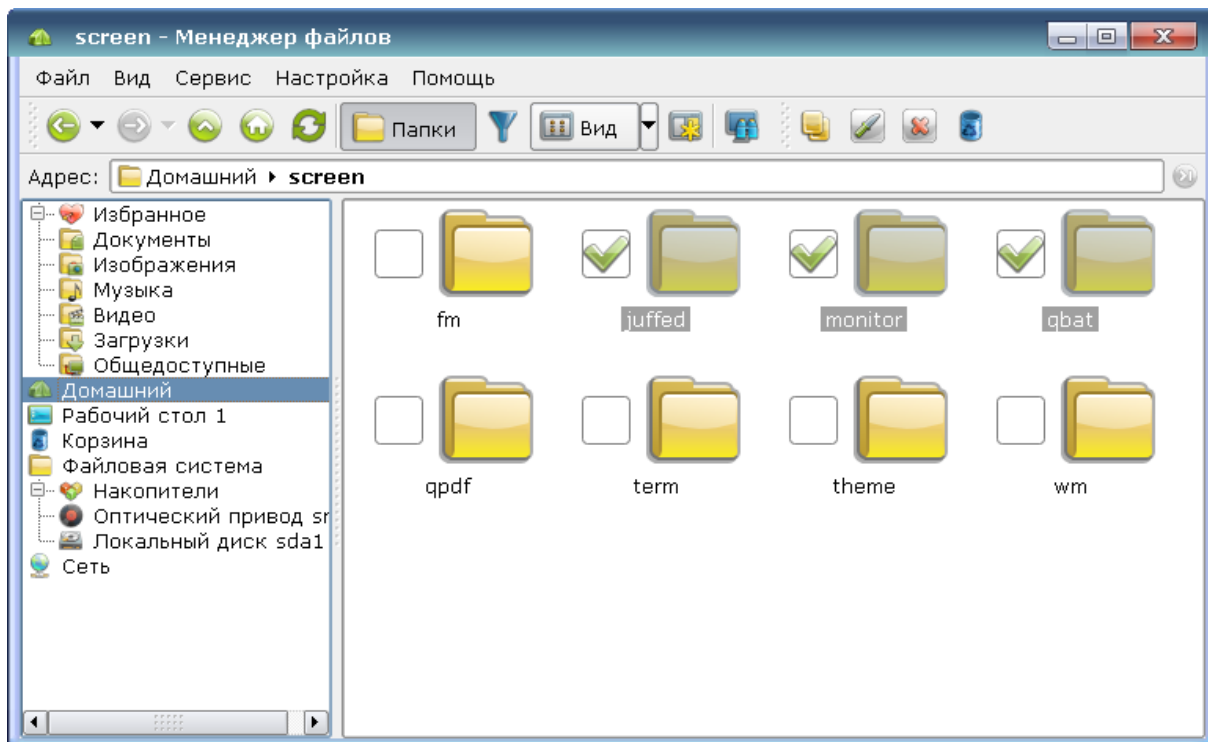 screen - Менеджер файлов
Файл Вид Сервис Настройка Помощь
Папки Вид
Адрес: Домашний screen
Избранное
Документы
Изображения
Музыка
Видео
Загрузки
Общедоступные
Домашний
Рабочий стол 1
Корзина
Файловая система
Накопители
Оптический привод sr
Локальный диск sda1
Сеть
fm juffed monitor qbat
qpdf term theme wm